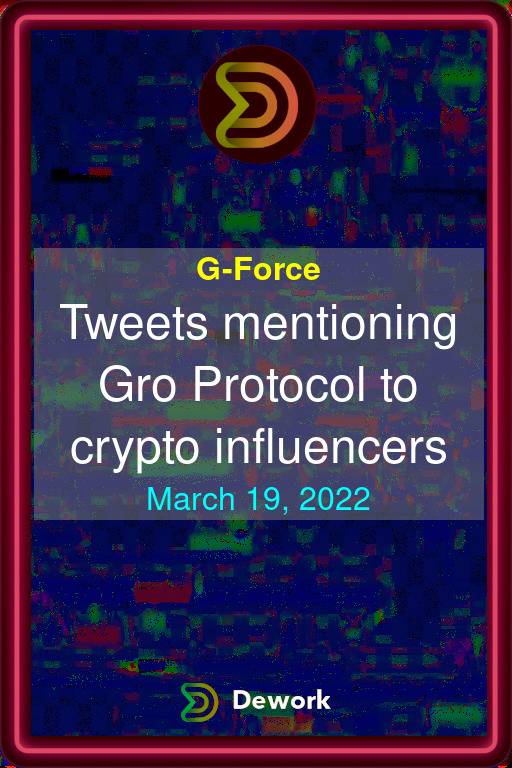 G-Force
Tweets mentioning
Gro Protocol to
crypto influencers
March 19, 2022
Dework